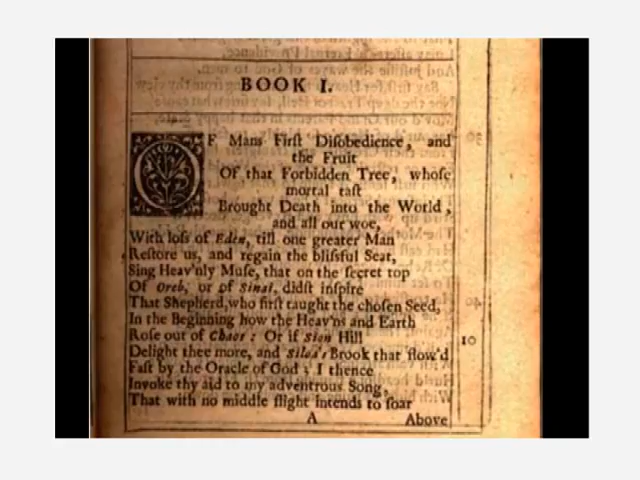 BOOK I.
OF Mans First Disobedience, and
the Fruit
Of that Forbidden Tree, whose
mortal tast
Brought Death into the World,
and all our woe,
With loss of Eden, till one greater Man
Restore us, and regain the blissful Seat,
Sing Heav'nly Muse, that on the secret top
Of Oreb, or of Sinai, didst inspire
That Shepherd, who first taught the chosen Seed,
In the Beginning how the Heav'ns and Earth
Rose out of Chaos: Or if Sion Hill
Delight thee more, and Siloa's Brook that flow'd
10
Fast by the Oracle of God; I thence
Invoke thy aid to my adventrous Song,
That with no middle flight intends to soar
A
Above